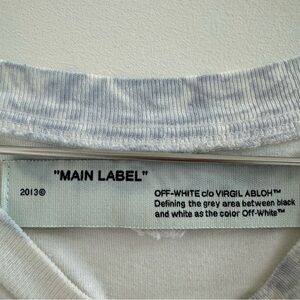 "MAIN LABEL"
2013©
OFF-WHITE c/o VIRGIL ABLOH™
Defining the grey area between black
and white as the color Off-White™